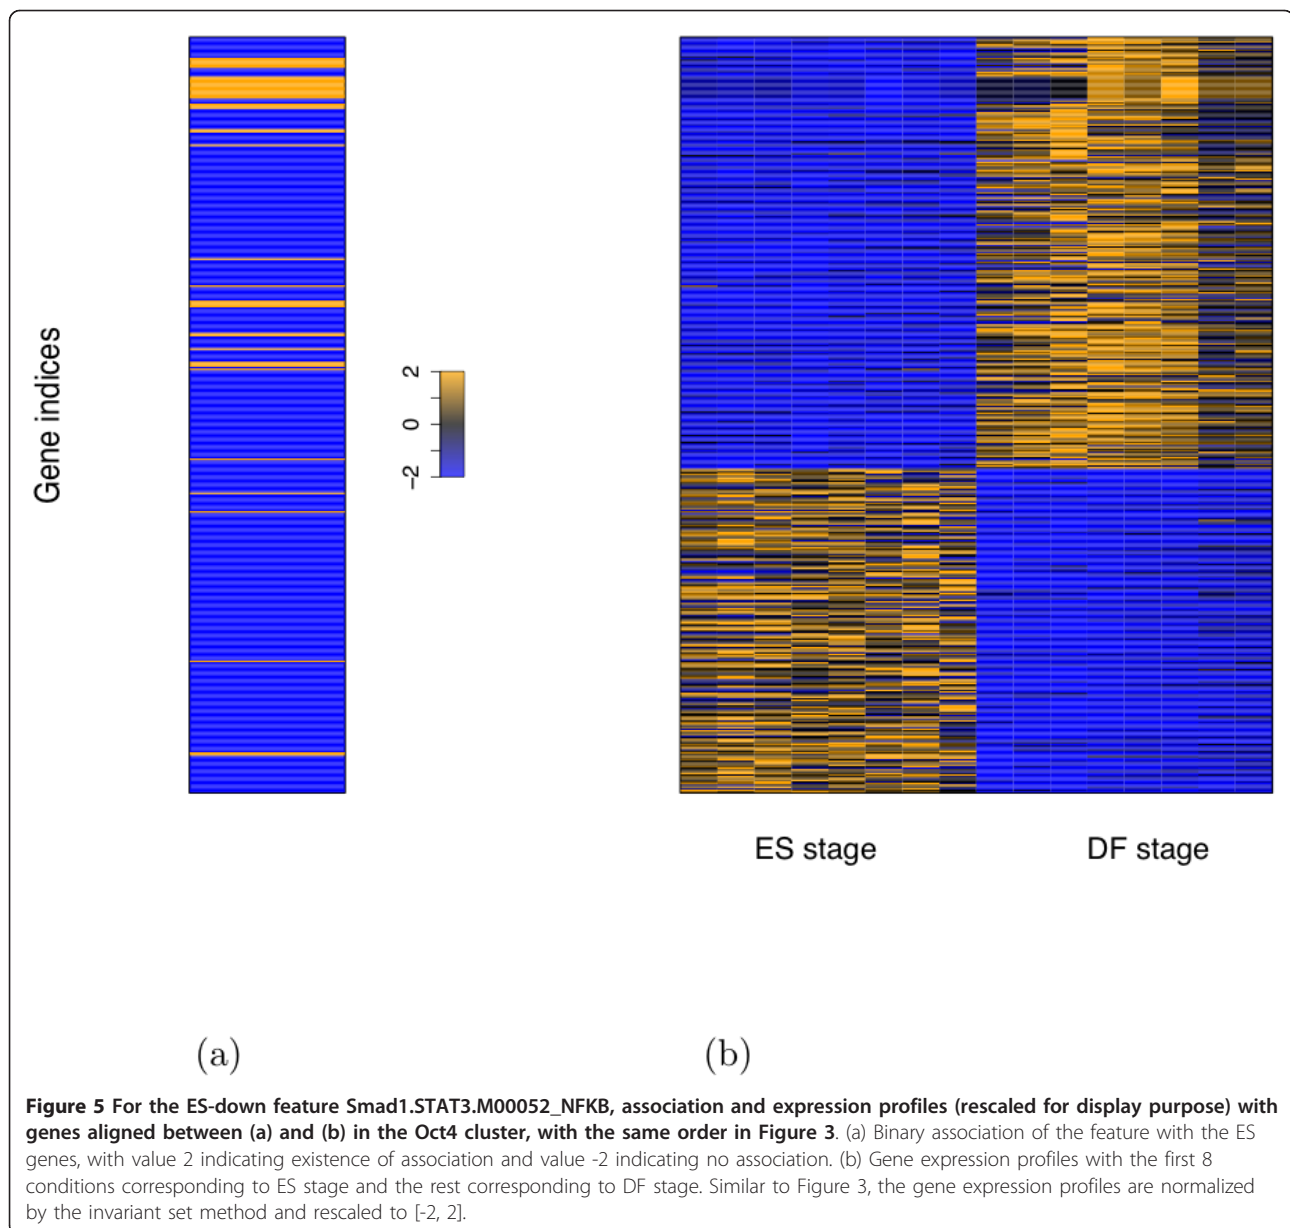 Gene indices
2
0
-2
ES stage
DF stage
(a)
(b)
Figure 5 For the ES-down feature Smad1.STAT3.M00052_NFKB, association and expression profiles (rescaled for display purpose) with
genes aligned between (a) and (b) in the Oct4 cluster, with the same order in Figure 3. (a) Binary association of the feature with the ES
genes, with value 2 indicating existence of association and value -2 indicating no association. (b) Gene expression profiles with the first 8
conditions corresponding to ES stage and the rest corresponding to DF stage. Similar to Figure 3, the gene expression profiles are normalized
by the invariant set method and rescaled to [-2, 2].